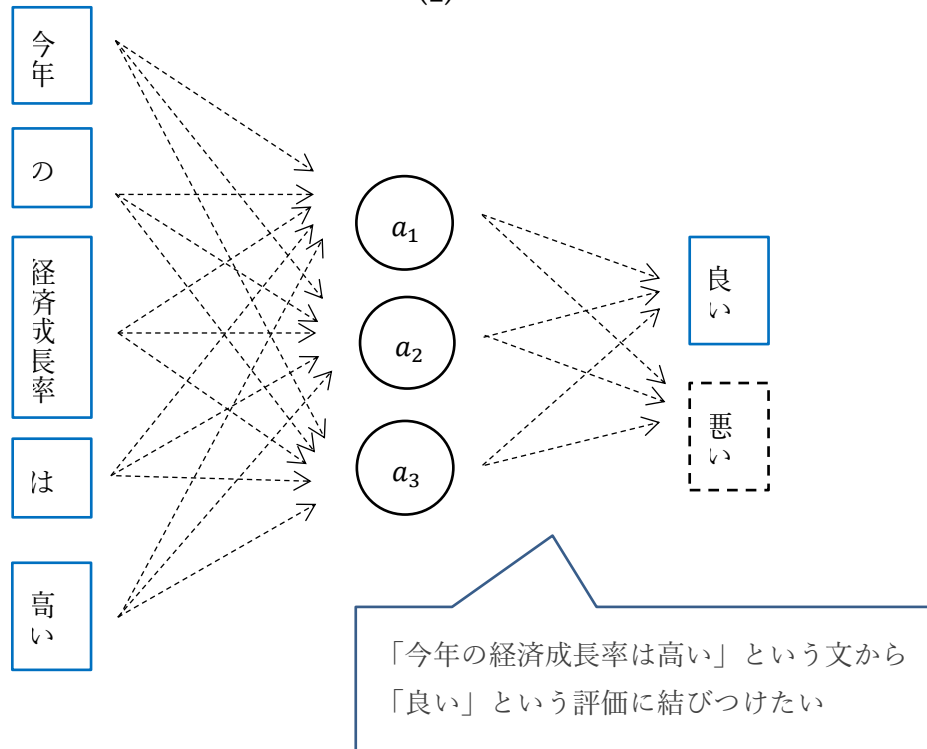 今年
の
経済成長率
は
高い
a₁
a₂
a₃
良い
悪い
「今年の経済成長率は高い」という文から
「良い」という評価に結びつけたい